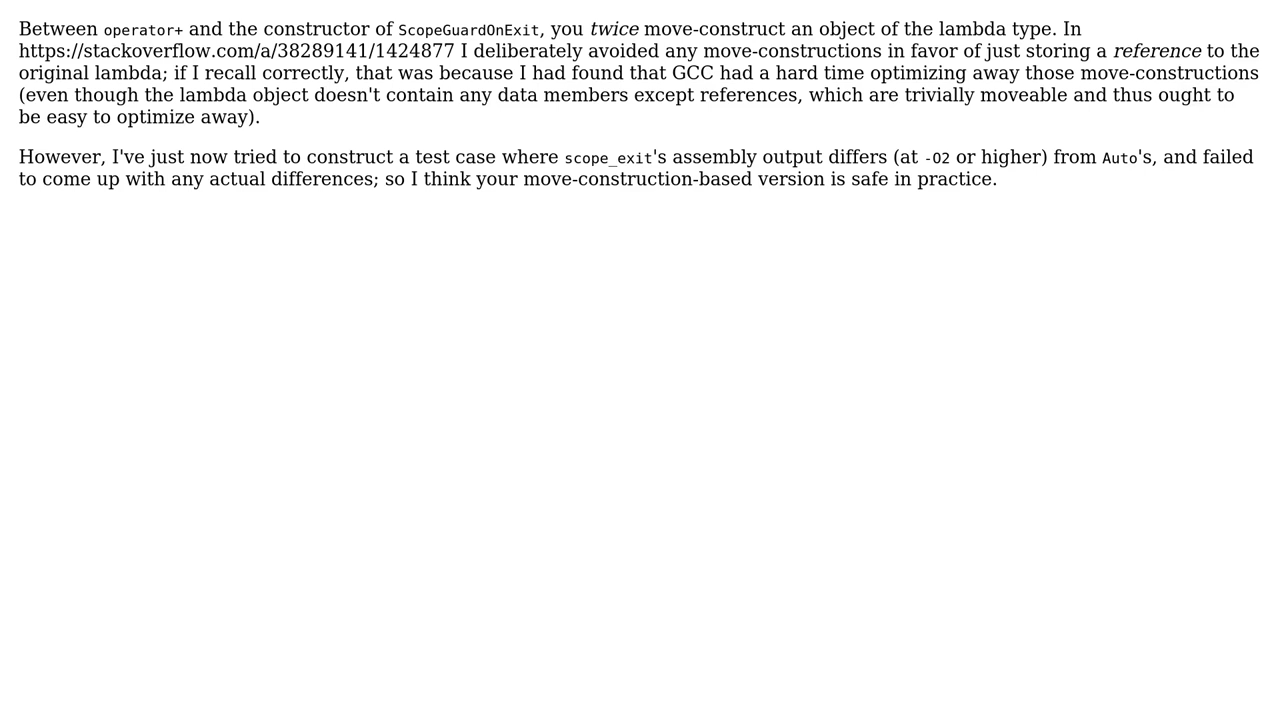 Between operator+ and the constructor of ScopeGuardOnExit, you twice move-construct an object of the lambda type. In
https://stackoverflow.com/a/38289141/1424877 I deliberately avoided any move-constructions in favor of just storing a reference to the
original lambda; if I recall correctly, that was because I had found that GCC had a hard time optimizing away those move-constructions
(even though the lambda object doesn't contain any data members except references, which are trivially moveable and thus ought to
be easy to optimize away).
However, I've just now tried to construct a test case where scope_exit's assembly output differs (at -O2 or higher) from Auto's, and failed
to come up with any actual differences; so I think your move-construction-based version is safe in practice.